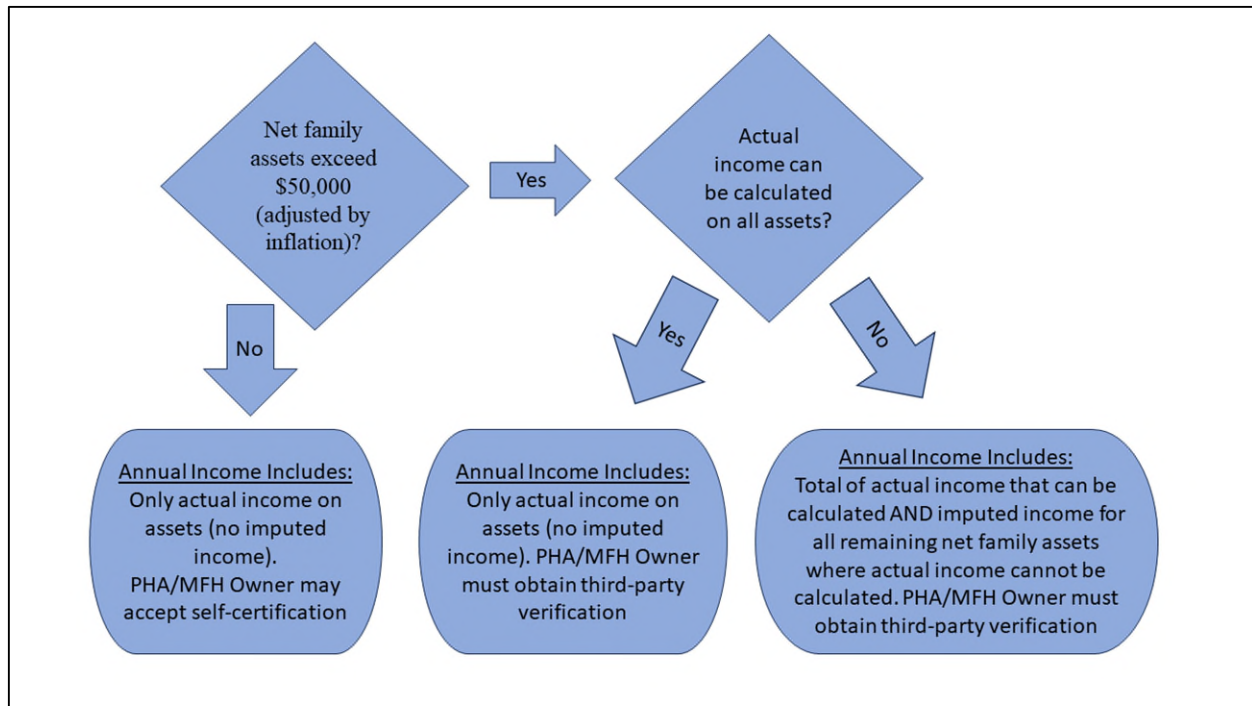 Net family
assets exceed
$50,000
(adjusted by
inflation)?
Yes
Actual
income can
be calculated
on all assets?
No
Yes
No
Annual Income Includes:
Only actual income on
assets (no imputed
income).
PHA/MFH Owner may
accept self-certification
Annual Income Includes:
Only actual income on
assets (no imputed
income). PHA/MFH Owner
must obtain third-party
verification
Annual Income Includes:
Total of actual income that can be
calculated AND imputed income for
all remaining net family assets
where actual income cannot be
calculated. PHA/MFH Owner must
obtain third-party verification